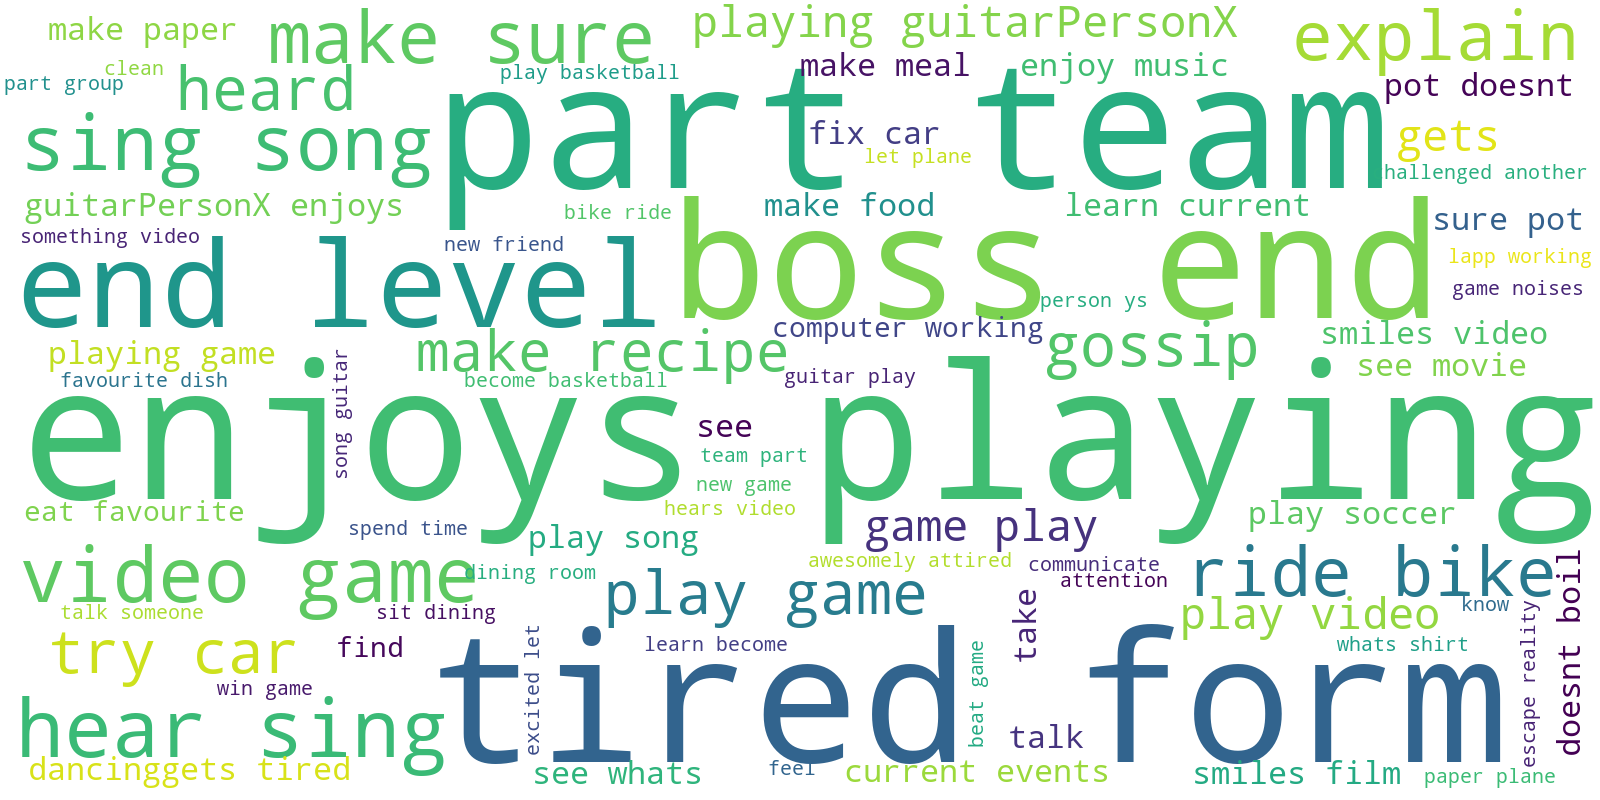 make paper
make sure
playing guitarPersonX
explain
clean
part group
heard
play basketball
make meal
enjoy music
pot doesnt
part team
sing song
fix car
let plane
gets
hallenged another
guitarPersonX enjoys
bike ride
make food
learn current
sure pot
something video
new friend
boss end
end level
lapp working
game noises
person ys
computer working
gossip
smiles video
playing game
make recipe
see movie
favourite dish
song guitar
become basketball
guitar play
enjoys playing
see
team part
new game
hears video
eat favourite
spend time
play song
game play
play soccer
video game
dining room
awesomely attired
communicate
attention
ride bike
doesnt boil
play game
take
play video
know
talk someone
sit dining
try car
find
excited let
learn become
beat game
whats shirt
escape reality
win game
tired form
hear sing
talk
dancinggets tired
see whats
feel
current events
smiles film
paper plane